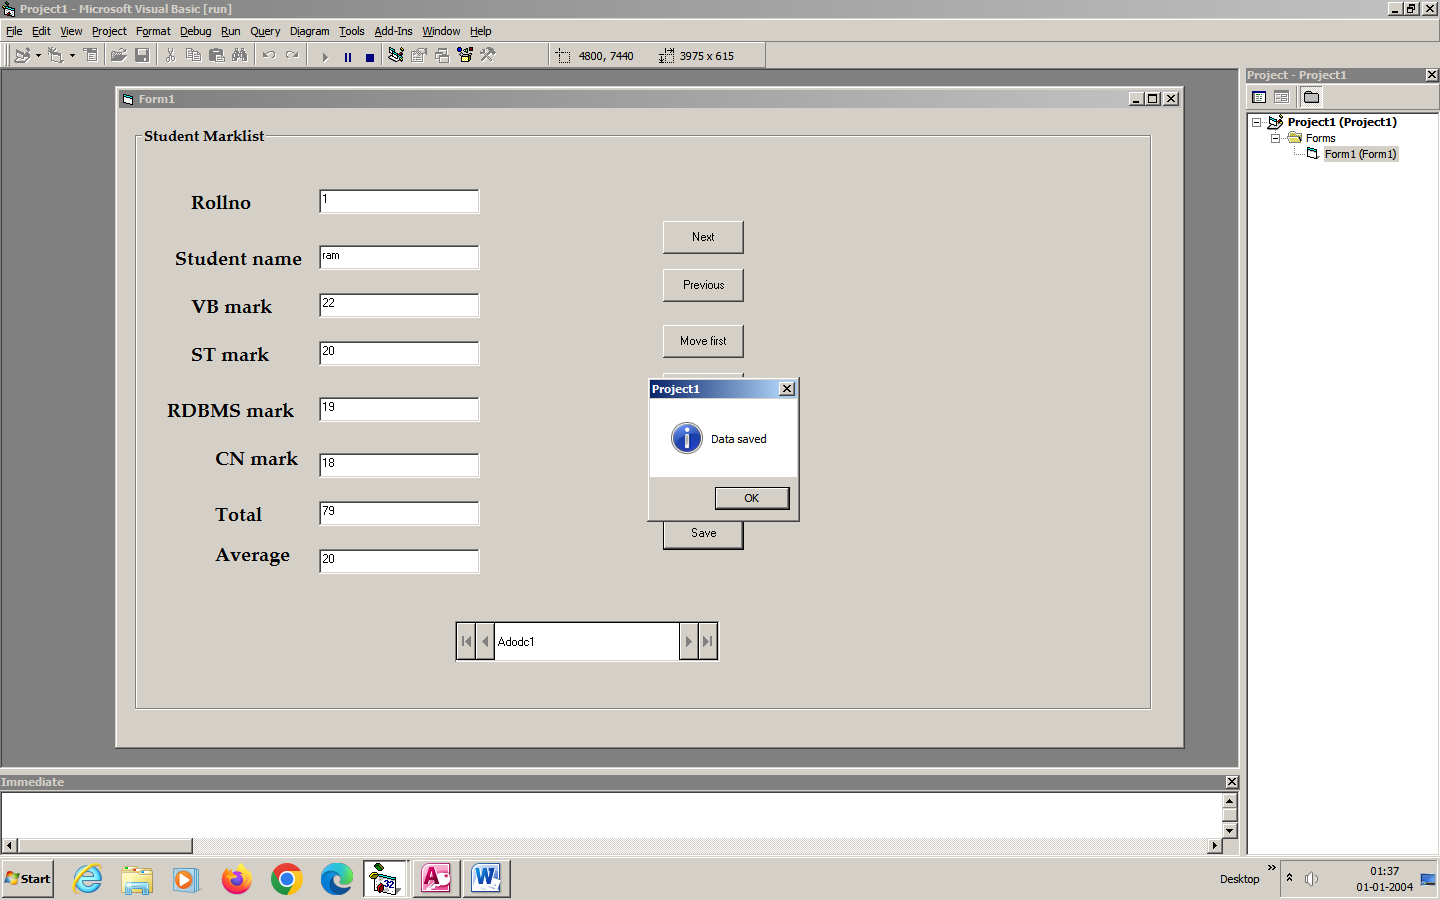 Project1 - Microsoft Visual Basic [run]
File Edit View Project Format Debug Run Query Diagram Tools Add-Ins Window Help
4800, 7440 3975 x 615
Project - Project1
Project1 (Project1)
Forms
Form1 (Form1)
Form1
Student Marklist
Rollno 1
Student name ram
VB mark 22
ST mark 20
RDBMS mark 19
CN mark 18
Total 79
Average 20
Next
Previous
Move first
Project1
Data saved
OK
Save
Adodc1
Immediate
Start
Desktop
01:37
01-01-2004